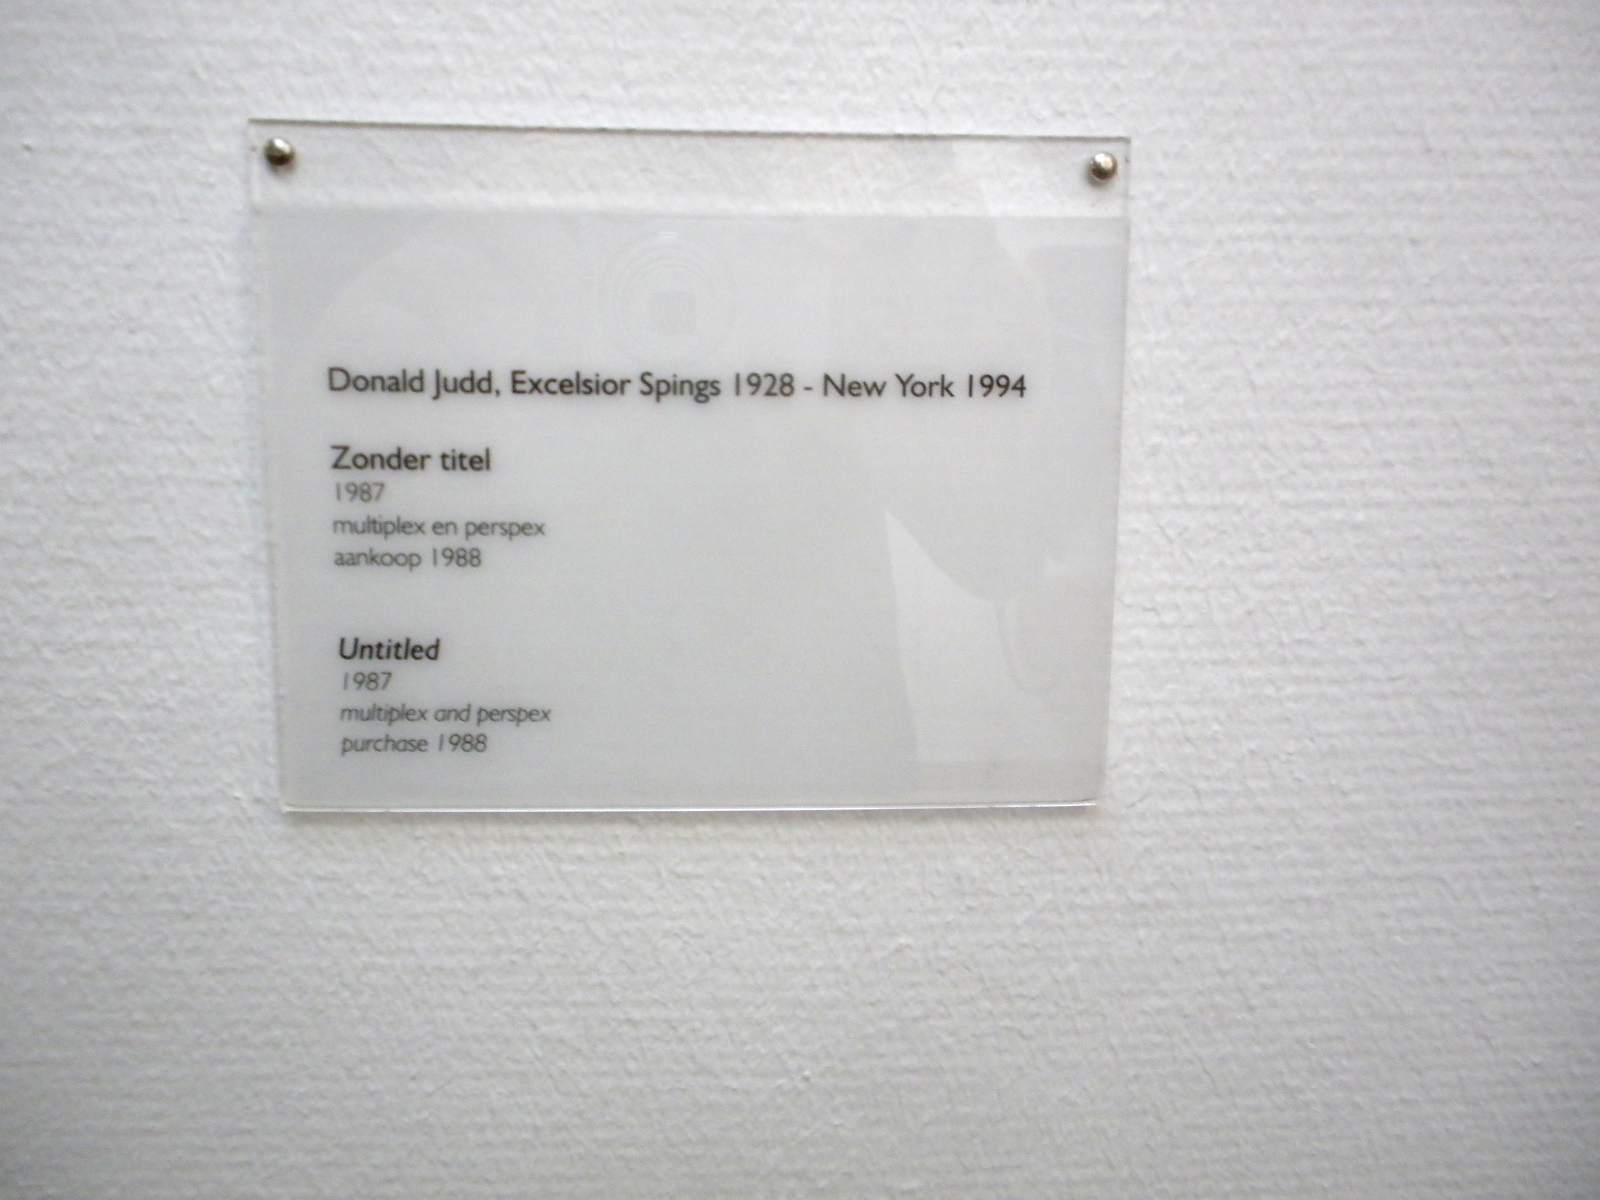 Donald Judd, Excelsior Spings 1928 - New York 1994
Zonder titel
1987
multiplex en perspex
aankoop 1988
Untitled
1987
multiplex and perspex
purchase 1988